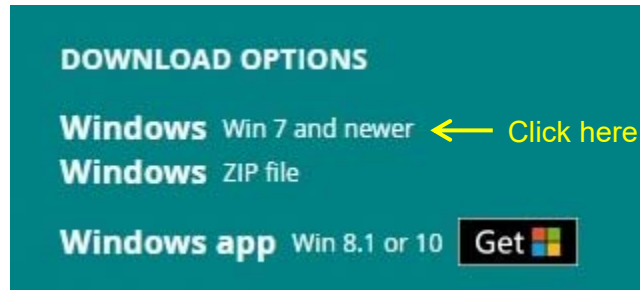 DOWNLOAD OPTIONS
Windows Win 7 and newer Click here
Windows ZIP file
Windows app Win 8.1 or 10 Get